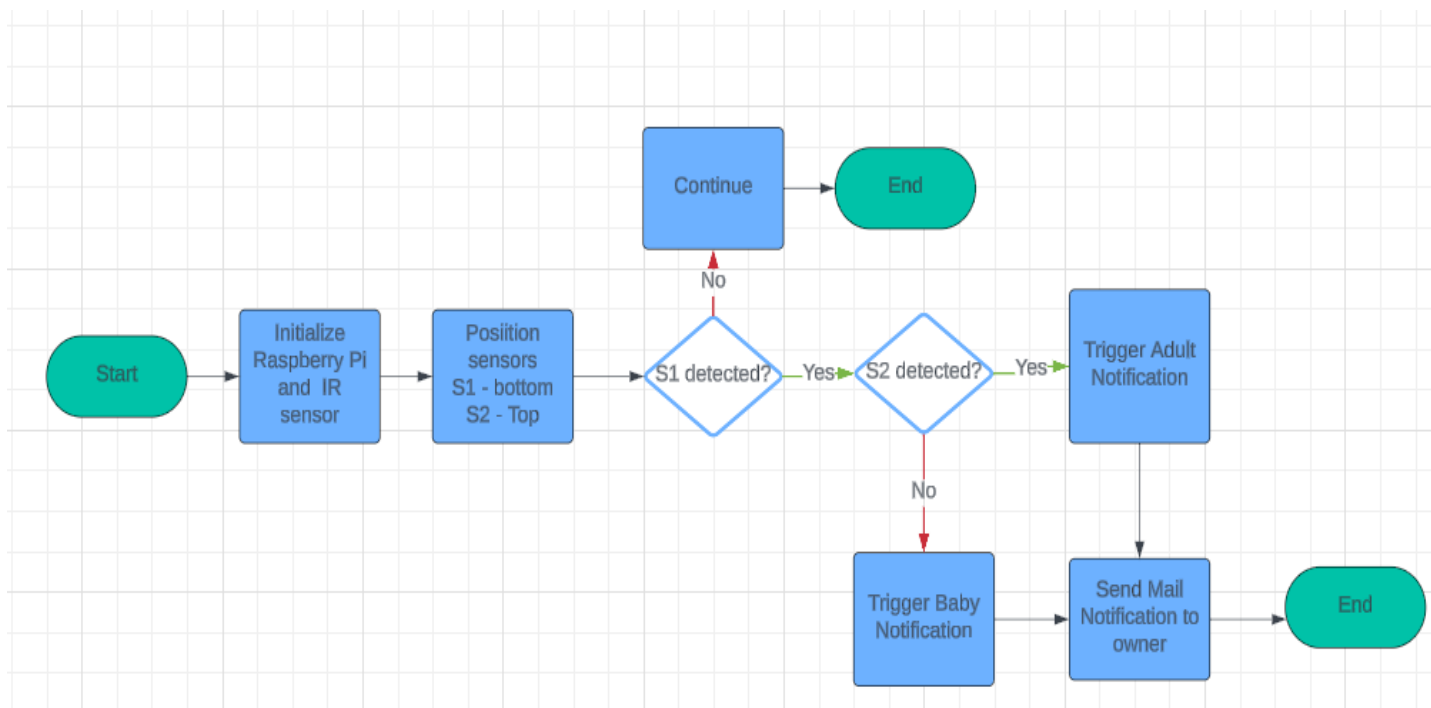 Continue
End
No
Start
Initialize
Raspberry Pi
and IR
sensor
Posiition
sensors
S1 - bottom
S2 - Top
S1 detected?
Yes
S2 detected?
Yes
Trigger Adult
Notification
No
Trigger Baby
Notification
Send Mail
Notification to
owner
End